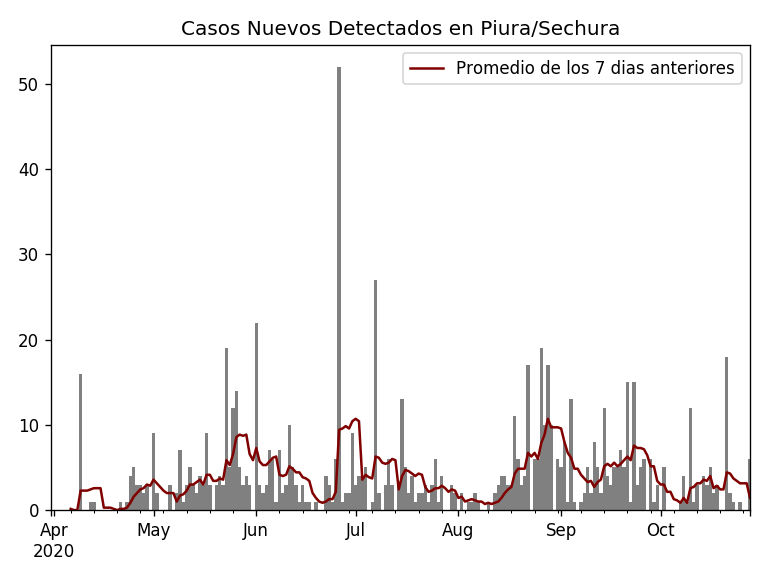 Casos Nuevos Detectados en Piura/Sechura
Promedio de los 7 dias anteriores
50
40
30
20
10
0
Apr May Jun Jul Aug Sep Oct
2020